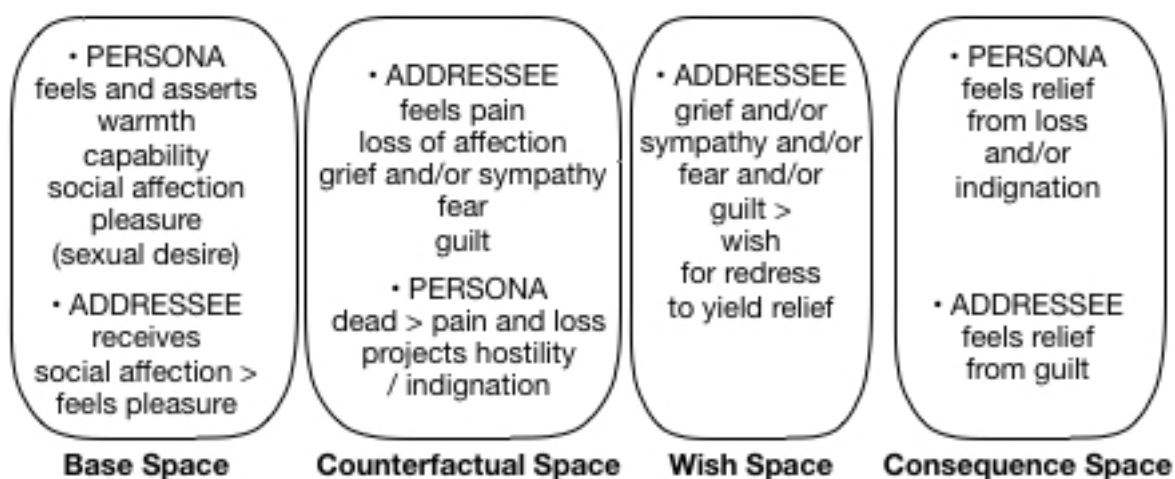 • PERSONA
feels and asserts
warmth
capability
social affection
pleasure
(sexual desire)
• ADDRESSEE
receives
social affection >
feels pleasure
Base Space
• ADDRESSEE
feels pain
loss of affection
grief and/or sympathy
fear
guilt
• PERSONA
dead > pain and loss
projects hostility
/ indignation
Counterfactual Space
• ADDRESSEE
grief and/or
sympathy and/or
fear and/or
guilt >
wish
for redress
to yield relief
Wish Space
• PERSONA
feels relief
from loss
and/or
indignation
• ADDRESSEE
feels relief
from guilt
Consequence Space